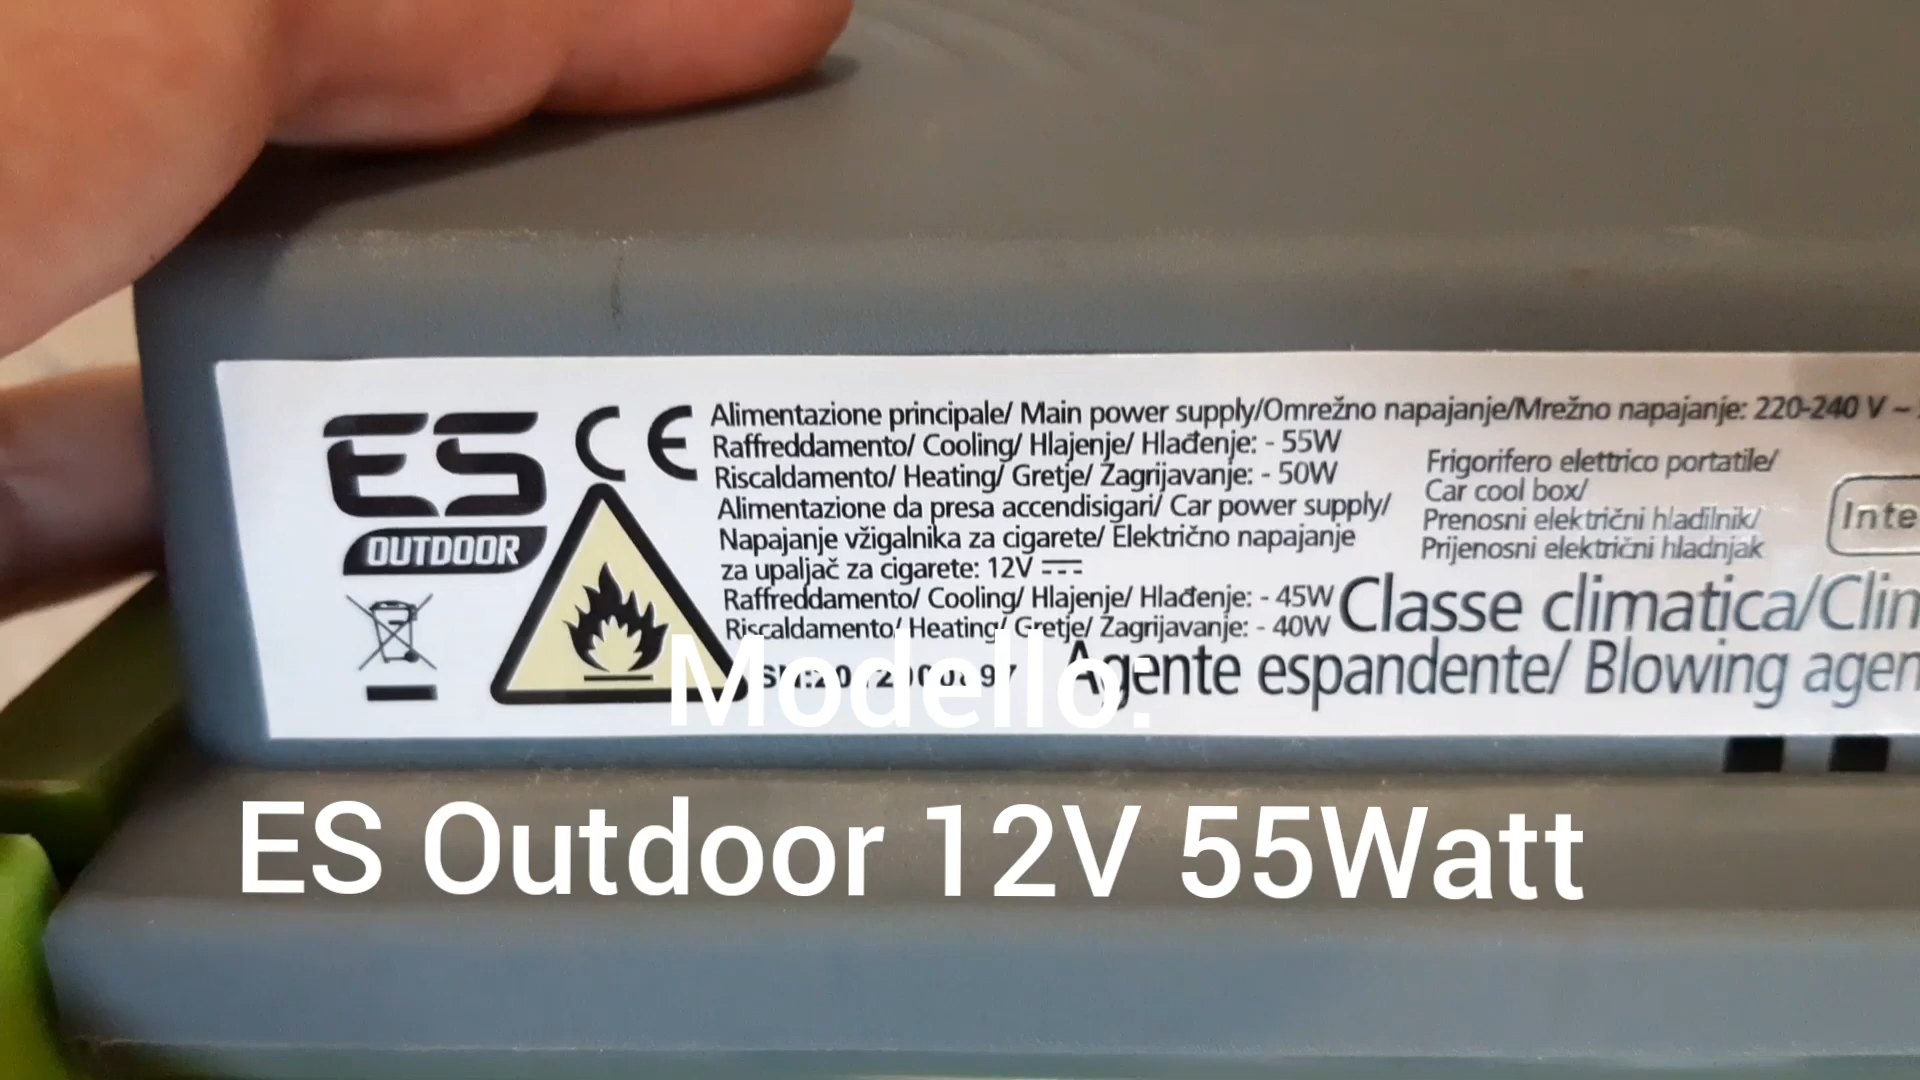 ES
OUTDOOR
CE
Alimentazione principale/ Main power supply/Omrežno napajanje/Mrežno napajanje: 220-240 V ~
Raffreddamento/ Cooling/ Hlajenje/ Hlađenje: - 55W
Riscaldamento/ Heating/ Gretje/ Zagrijavanje: - 50W
Alimentazione da presa accendisigari/ Car power supply/
Napajanje vžigalnika za cigarete/ Električno napajanje
za upaljač za cigarete: 12V
Raffreddamento/ Cooling/ Hlajenje/ Hlađenje: - 45W
Riscaldamento/ Heating/ Gretje/ Zagrijavanje: - 40W
Frigorifero elettrico portatile/
Car cool box/
Prenosni električni hladilnik/
Prijenosni električni hladnjak
Inte
Classe climatica/Clim
Agente espandente/ Blowing agen
Modello:
ES Outdoor 12V 55Watt